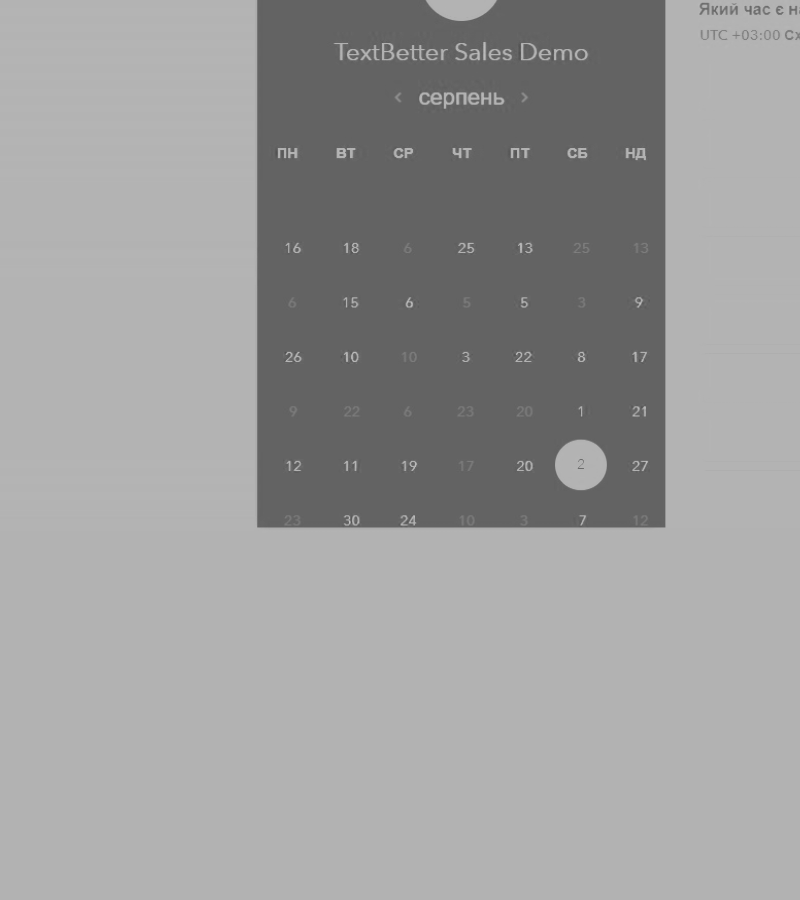 Який час є
UTC +03:00
TextBetter Sales Demo
< серпень >
ПН ВТ СР ЧТ ПТ СБ НД
16 18 6 25 13 25 13
6 15 6 5 5 3 9
26 10 10 3 22 8 17
9 22 6 23 20 1 21
12 11 19 17 20 2 27
23 30 24 10 3 7 12